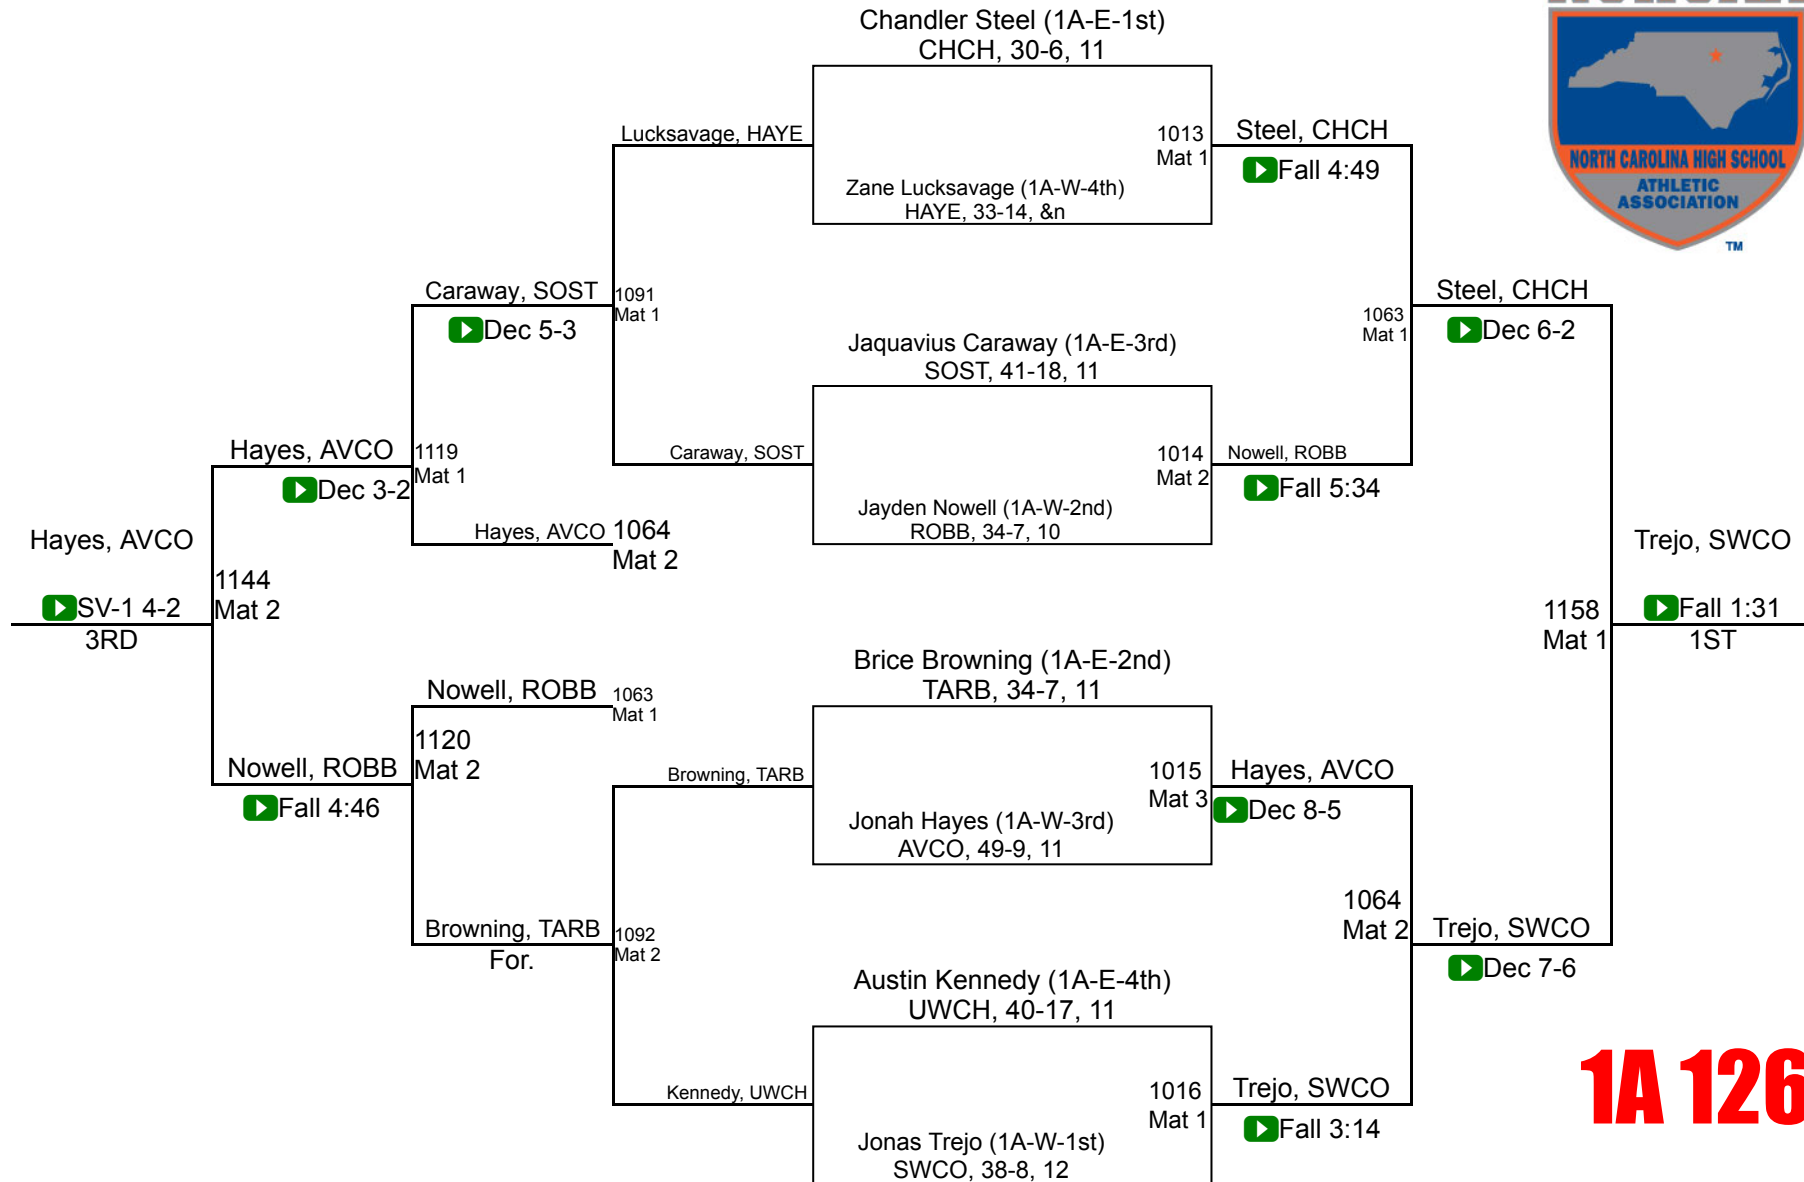 Chandler Steel (1A-E-1st)
CHCH, 30-6, 11
Lucksavage, HAYE
1013
Mat 1
Steel, CHCH
Fall 4:49
Zane Lucksavage (1A-W-4th)
HAYE, 33-14, &n
NORTH CAROLINA HIGH SCHOOL
ATHLETIC
ASSOCIATION
TM
Caraway, SOST
Dec 5-3
1091
Mat 1
Jaquavius Caraway (1A-E-3rd)
SOST, 41-18, 11
1063
Mat 1
Steel, CHCH
Dec 6-2
Hayes, AVCO
Dec 3-2
1119
Mat 1
Caraway, SOST
1014
Mat 2
Nowell, ROBB
Fall 5:34
Jayden Nowell (1A-W-2nd)
ROBB, 34-7, 10
Hayes, AVCO
1064
Mat 2
Hayes, AVCO
SV-1 4-2
3RD
1144
Mat 2
Trejo, SWCO
1158
Mat 1
Fall 1:31
1ST
Brice Browning (1A-E-2nd)
TARB, 34-7, 11
Nowell, ROBB
1063
Mat 1
1120
Mat 2
Nowell, ROBB
Fall 4:46
Browning, TARB
1015
Mat 3
Hayes, AVCO
Dec 8-5
Jonah Hayes (1A-W-3rd)
AVCO, 49-9, 11
Browning, TARB
For.
1092
Mat 2
1064
Mat 2
Trejo, SWCO
Dec 7-6
Austin Kennedy (1A-E-4th)
UWCH, 40-17, 11
Kennedy, UWCH
1016
Mat 1
Trejo, SWCO
Fall 3:14
Jonas Trejo (1A-W-1st)
SWCO, 38-8, 12
1A 126